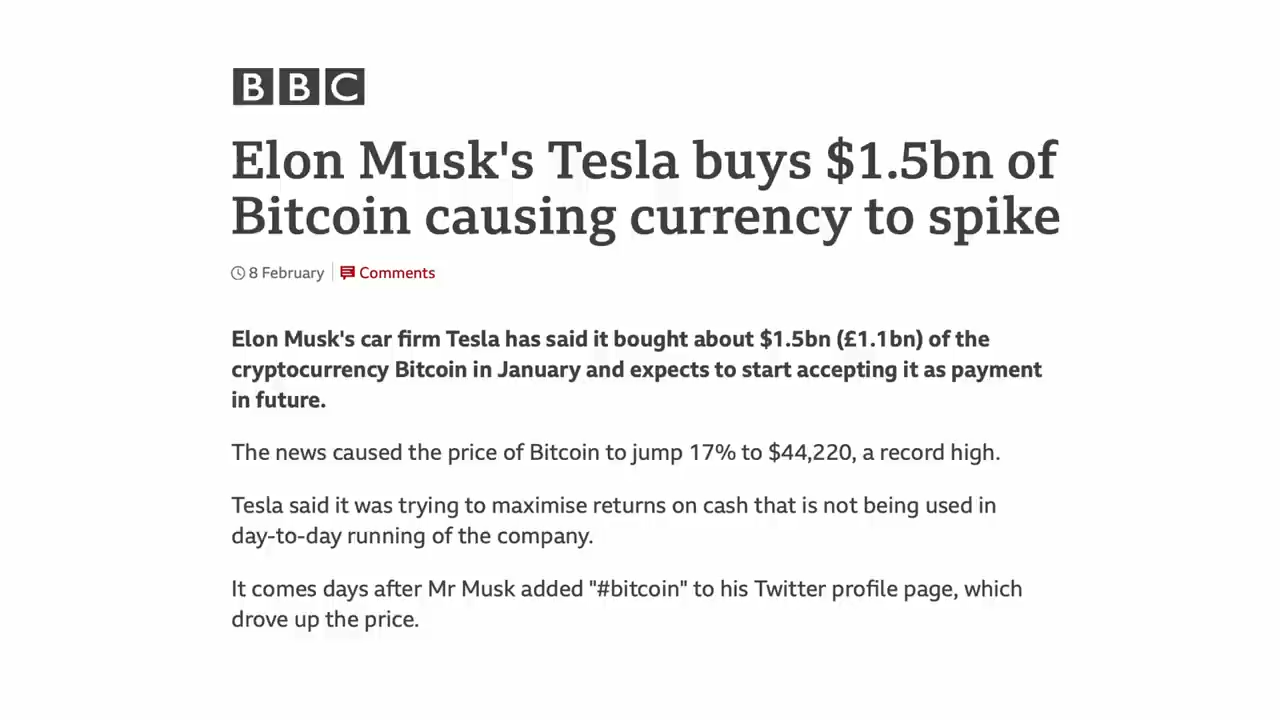 BBC
Elon Musk's Tesla buys $1.5bn of
Bitcoin causing currency to spike
8 February Comments
Elon Musk's car firm Tesla has said it bought about $1.5bn (£1.1bn) of the
cryptocurrency Bitcoin in January and expects to start accepting it as payment
in future.
The news caused the price of Bitcoin to jump 17% to $44,220, a record high.
Tesla said it was trying to maximise returns on cash that is not being used in
day-to-day running of the company.
It comes days after Mr Musk added "#bitcoin" to his Twitter profile page, which
drove up the price.